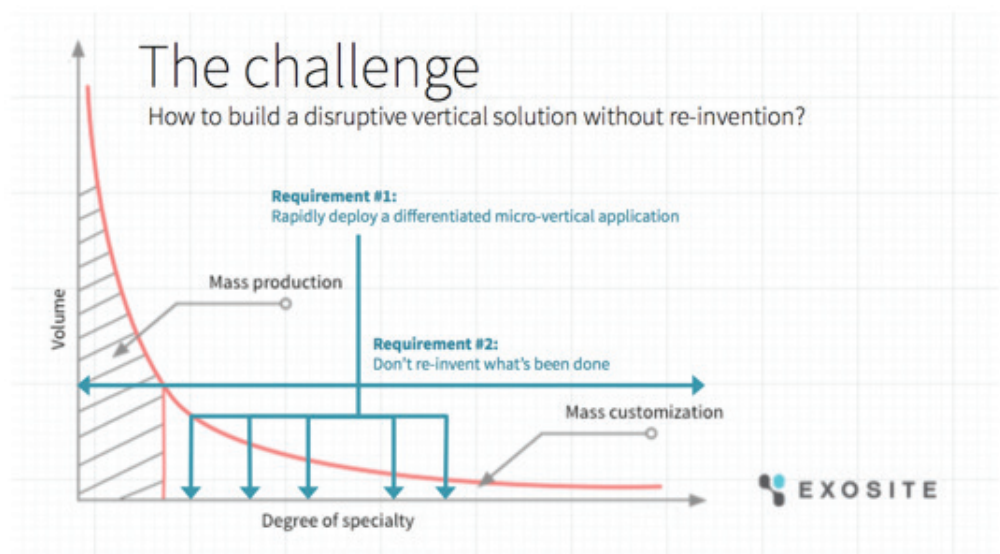 The challenge
How to build a disruptive vertical solution without re-invention?
Requirement #1:
Rapidly deploy a differentiated micro-vertical application
Mass production
Volume
Requirement #2:
Don't re-invent what's been done
Mass customization
EXOSITE
Degree of specialty